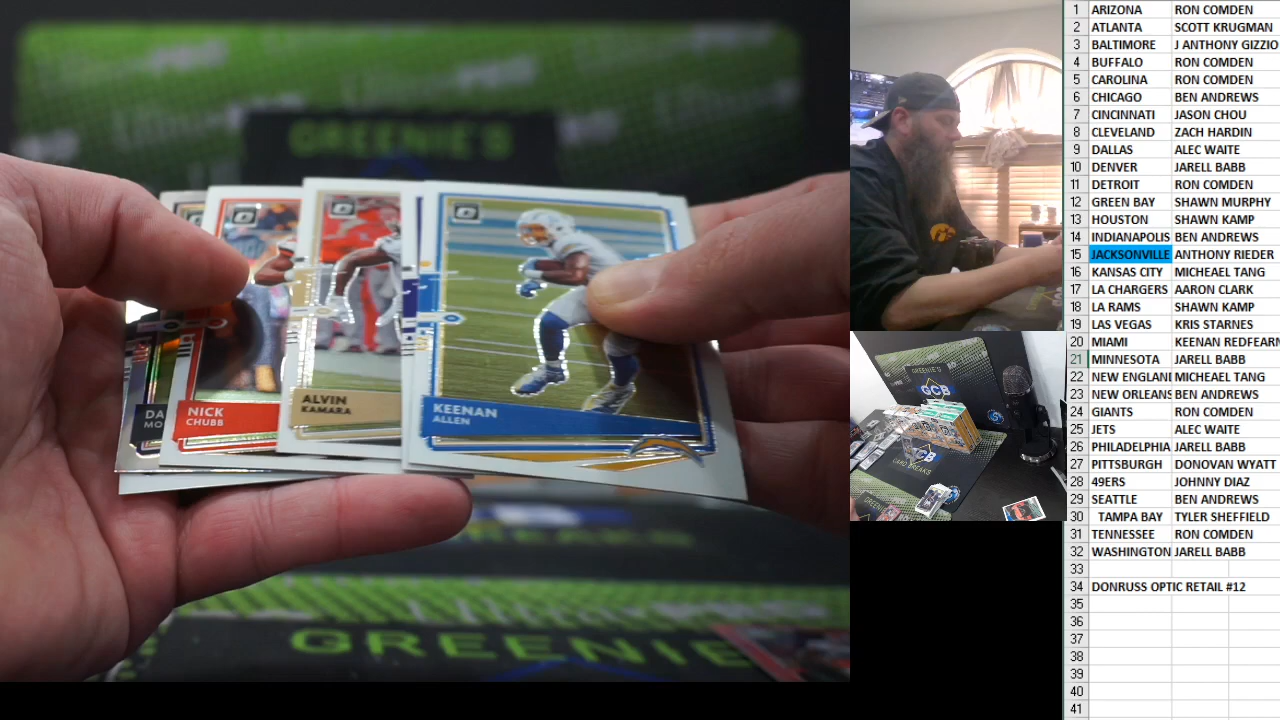 GREENIE'S
DA
MO
NICK
CHUBB
ALVIN
KAMARA
KEENAN
ALLEN
GREENIE
GCB
CARD BREAKS
1 ARIZONA RON COMDEN
2 ATLANTA SCOTT KRUGMAN
3 BALTIMORE J ANTHONY GIZZIO
4 BUFFALO RON COMDEN
5 CAROLINA RON COMDEN
6 CHICAGO BEN ANDREWS
7 CINCINNATI JASON CHOU
8 CLEVELAND ZACH HARDIN
9 DALLAS ALEC WAITE
10 DENVER JARELL BABB
11 DETROIT RON COMDEN
12 GREEN BAY SHAWN MURPHY
13 HOUSTON SHAWN KAMP
14 INDIANAPOLIS BEN ANDREWS
15 JACKSONVILLE ANTHONY RIEDER
16 KANSAS CITY MICHEAEL TANG
17 LA CHARGERS AARON CLARK
18 LA RAMS SHAWN KAMP
19 LAS VEGAS KRIS STARNES
20 MIAMI KEENAN REDFEARN
21 MINNESOTA JARELL BABB
22 NEW ENGLAND MICHEAEL TANG
23 NEW ORLEANS BEN ANDREWS
24 GIANTS RON COMDEN
25 JETS ALEC WAITE
26 PHILADELPHIA JARELL BABB
27 PITTSBURGH DONOVAN WYATT
28 49ERS JOHNNY DIAZ
29 SEATTLE BEN ANDREWS
30 TAMPA BAY TYLER SHEFFIELD
31 TENNESSEE RON COMDEN
32 WASHINGTON JARELL BABB
33
34 DONRUSS OPTIC RETAIL #12
35
36
37
38
39
40
41